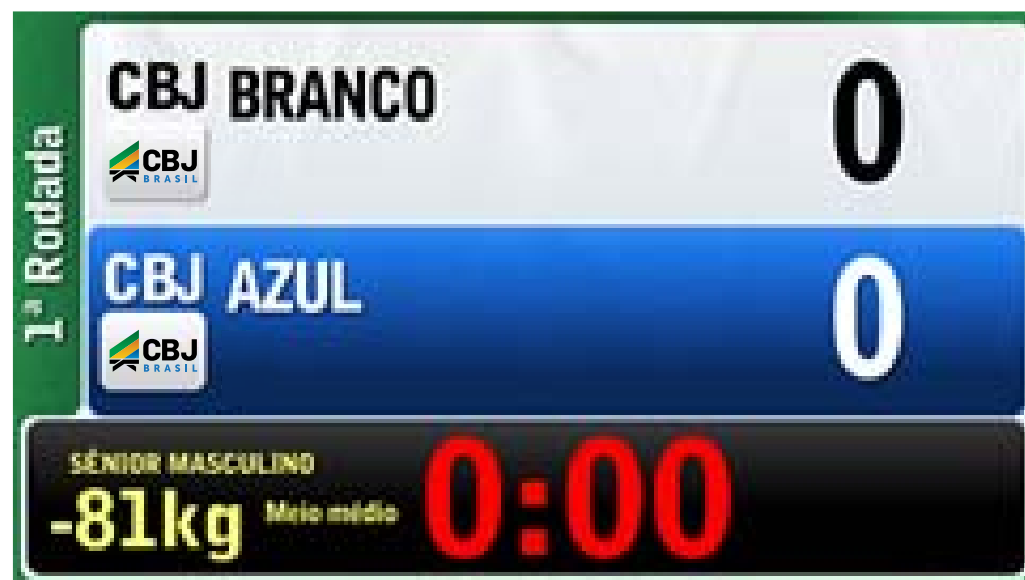 1ª Rodada
CBJ BRANCO 0
CBJ
BRASIL
CBJ AZUL 0
CBJ
BRASIL
SÊNIOR MASCULINO
-81kg Meio médio 0:00